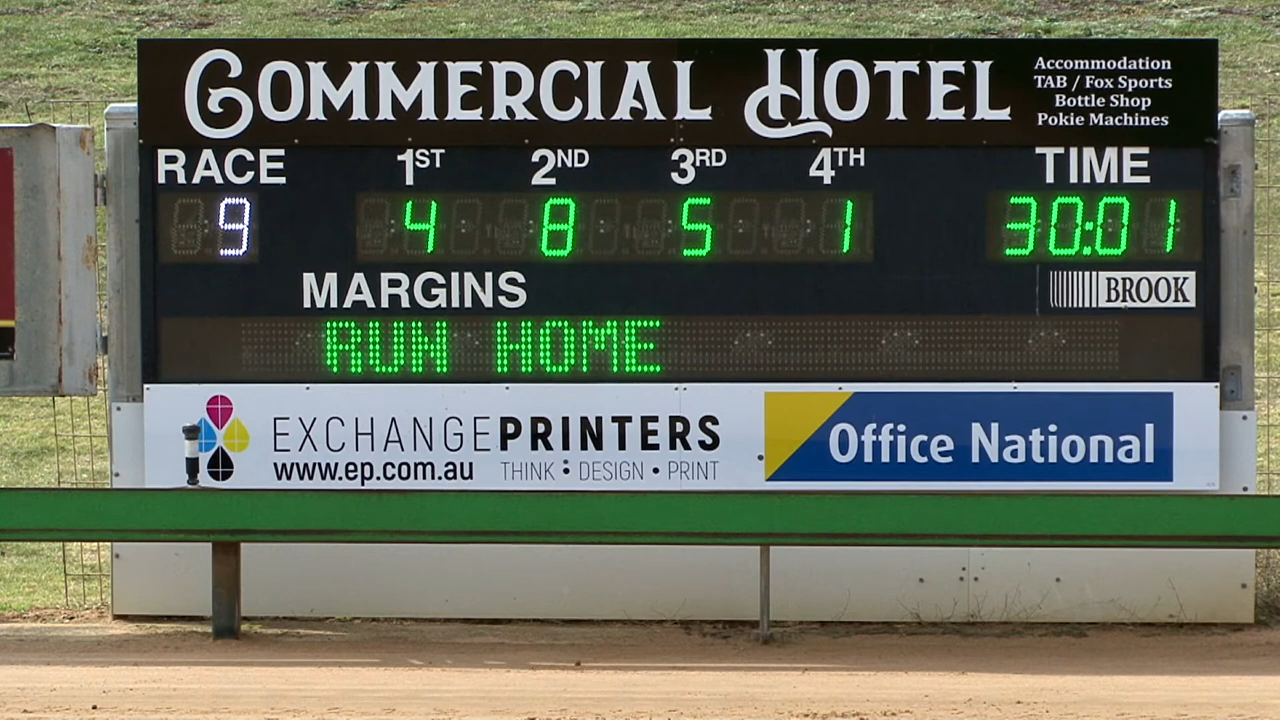 COMMERCIAL HOTEL
Accommodation
TAB / Fox Sports
Bottle Shop
Pokie Machines
RACE 1ST 2ND 3RD 4TH TIME
9 4 8 5 1 30:01
MARGINS
BROOK
RUN HOME
EXCHANGEPRINTERS
www.ep.com.au THINK • DESIGN • PRINT
Office National